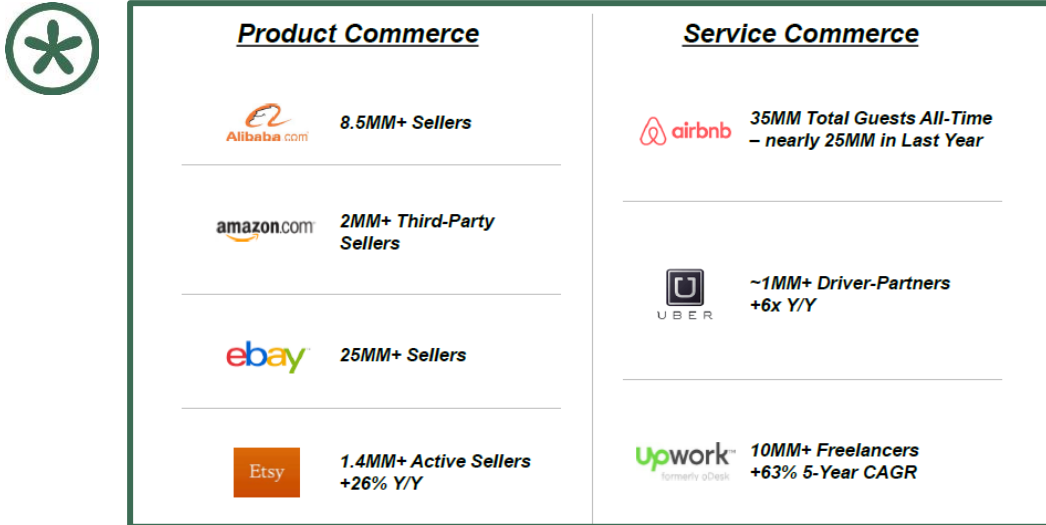 Product Commerce
Alibaba.com
8.5MM+ Sellers
amazon.com
2MM+ Third-Party
Sellers
ebay
25MM+ Sellers
Etsy
1.4MM+ Active Sellers
+26% Y/Y
Service Commerce
airbnb
35MM Total Guests All-Time
– nearly 25MM in Last Year
U
UBER
~1MM+ Driver-Partners
+6x Y/Y
Upwork™
formerly oDesk
10MM+ Freelancers
+63% 5-Year CAGR